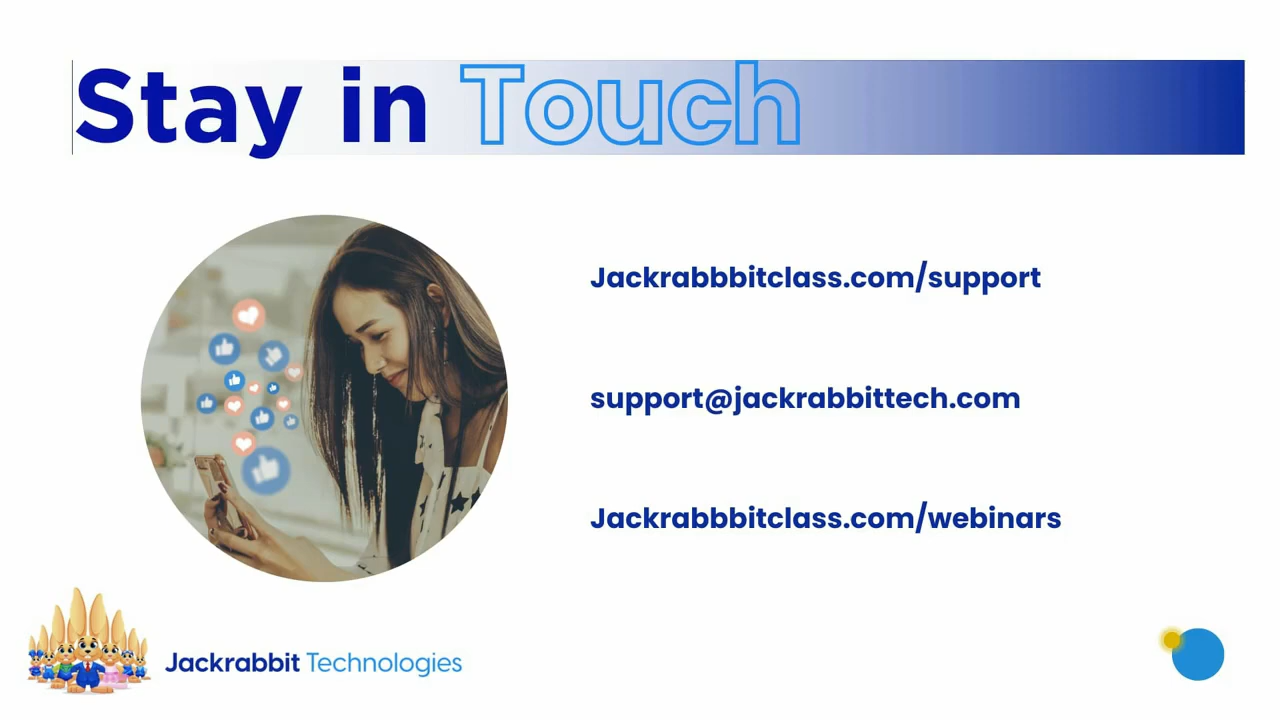 Stay in Touch
Jackrabbbitclass.com/support
support@jackrabbittech.com
Jackrabbbitclass.com/webinars
Jackrabbit Technologies